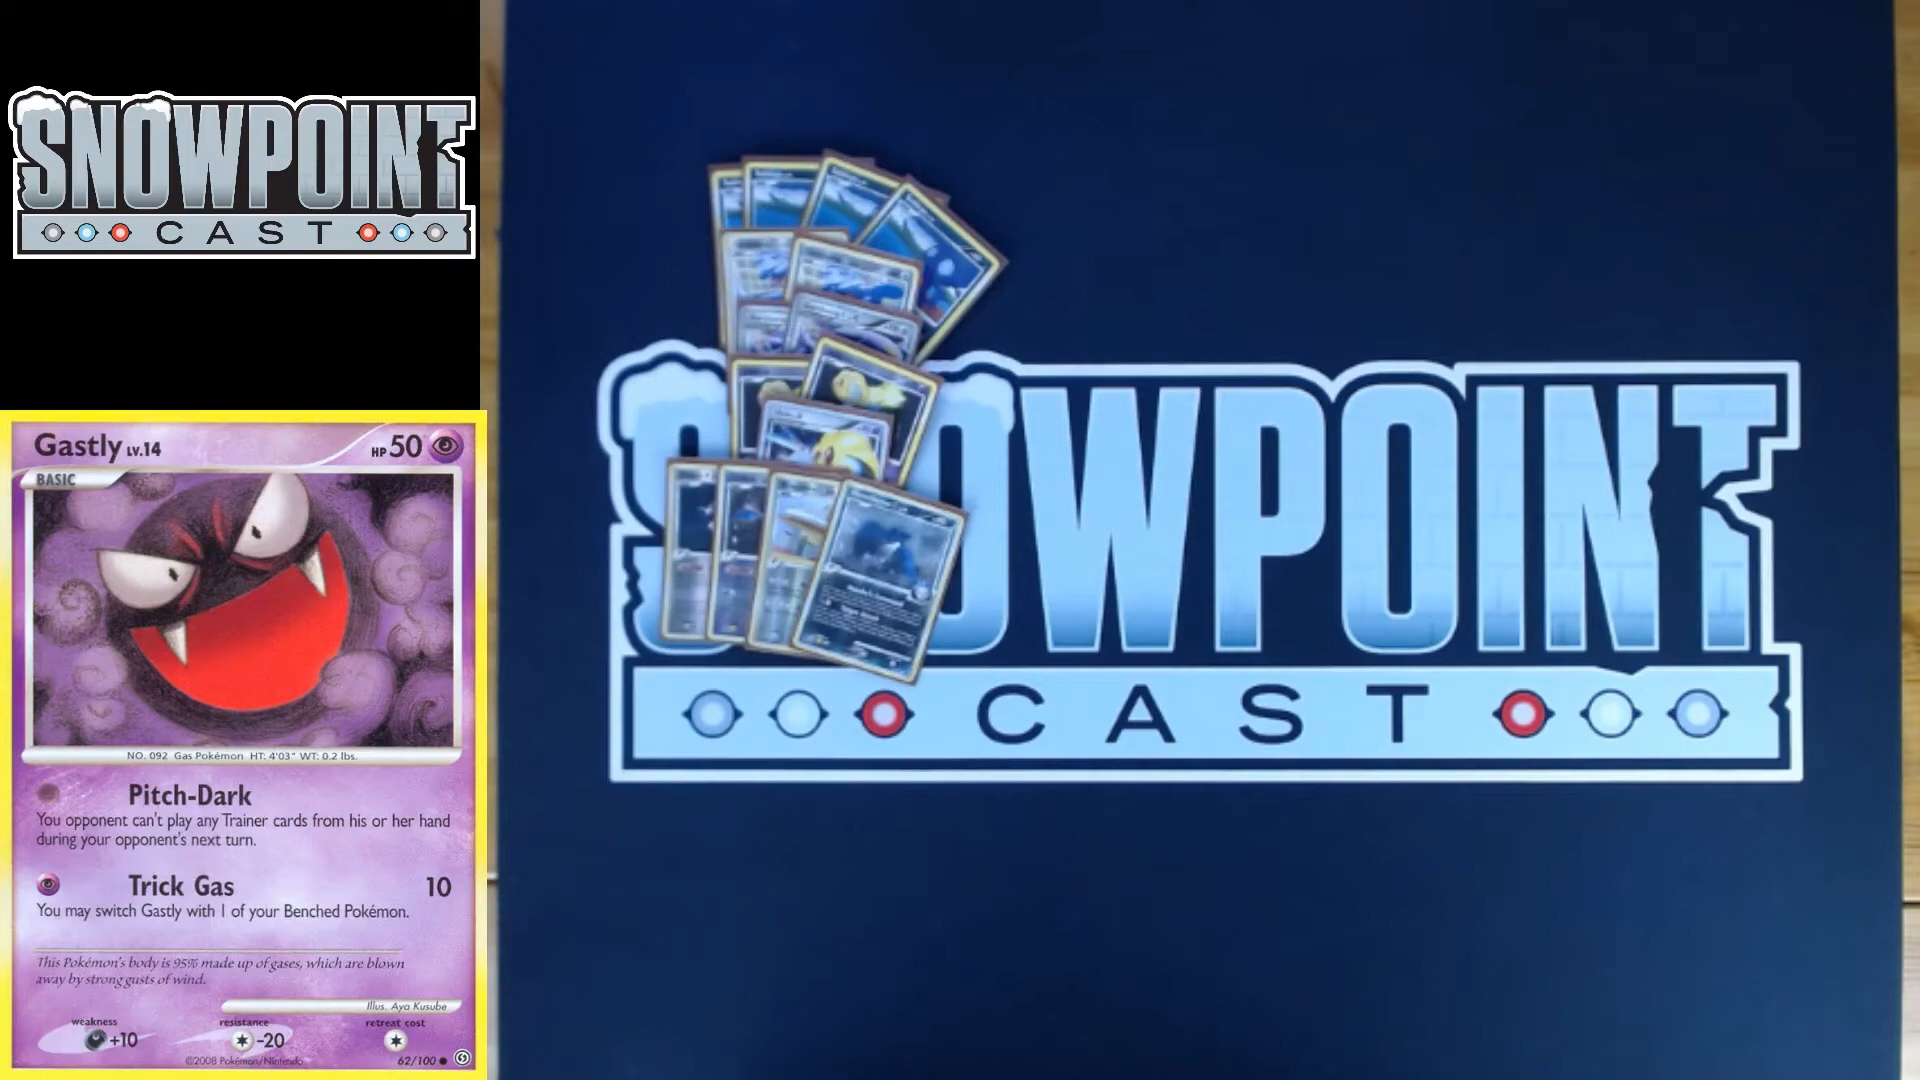 SNOWPOINT
CAST
Gastly LV.14
HP 50
BASIC
NO. 092 Gas Pokémon HT: 4'03" WT: 0.2 lbs.
Pitch-Dark
You opponent can't play any Trainer cards from his or her hand
during your opponent's next turn.
Trick Gas 10
You may switch Gastly with 1 of your Benched Pokémon.
This Pokémon's body is 95% made up of gases, which are blown
away by strong gusts of wind.
Illus. Aya Kusube
weakness resistance retreat cost
+10 -20
©2008 Pokémon/Nintendo 62/100
SNOWPOINT
CAST